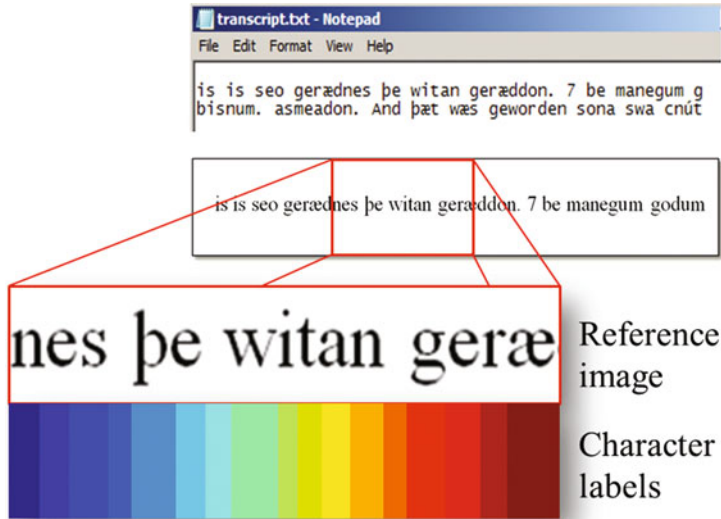 transcript.txt - Notepad
File Edit Format View Help
is is seo gerædnes þe witan geræddon. 7 be manegum g
bisnum. asmeadon. And þæt wæs geworden sona swa cnút
is is seo gerædnes þe witan geræddon. 7 be manegum godum
nes þe witan geræ
Reference
image
Character
labels